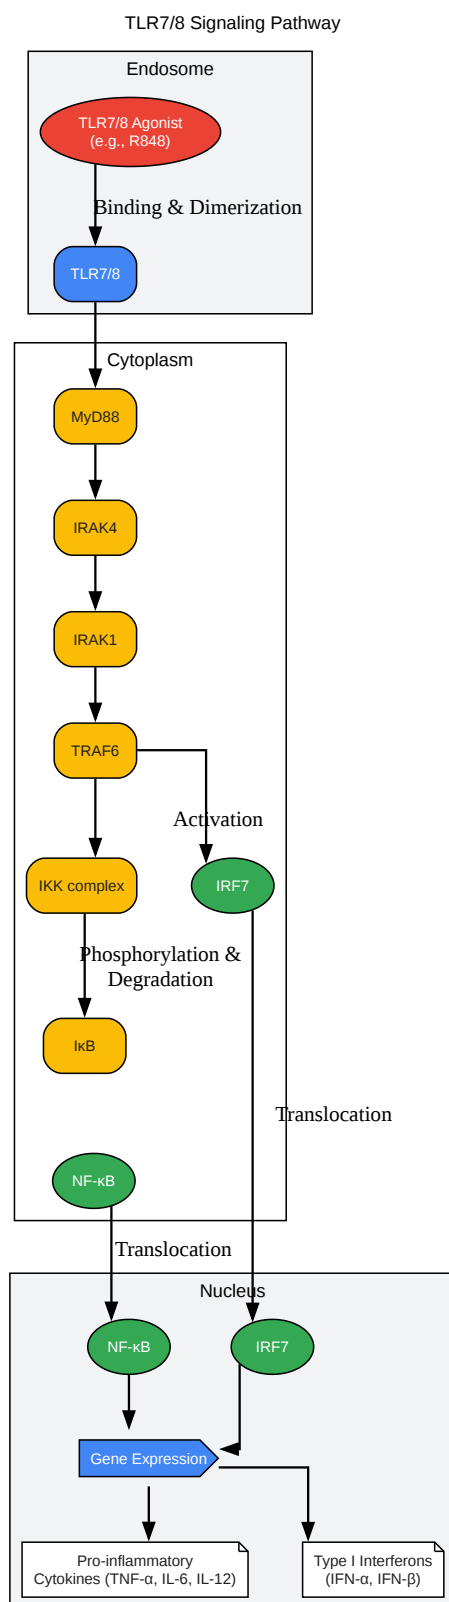 TLR7/8 Signaling Pathway
Endosome
TLR7/8 Agonist
(e.g., R848)
Binding & Dimerization
TLR7/8
Cytoplasm
MyD88
IRAK4
IRAK1
TRAF6
Activation
IKK complex
IRF7
Phosphorylation &
Degradation
IκB
Translocation
NF-κB
Translocation
Nucleus
NF-κB
IRF7
Gene Expression
Pro-inflammatory
Cytokines (TNF-α, IL-6, IL-12)
Type I Interferons
(IFN-α, IFN-β)